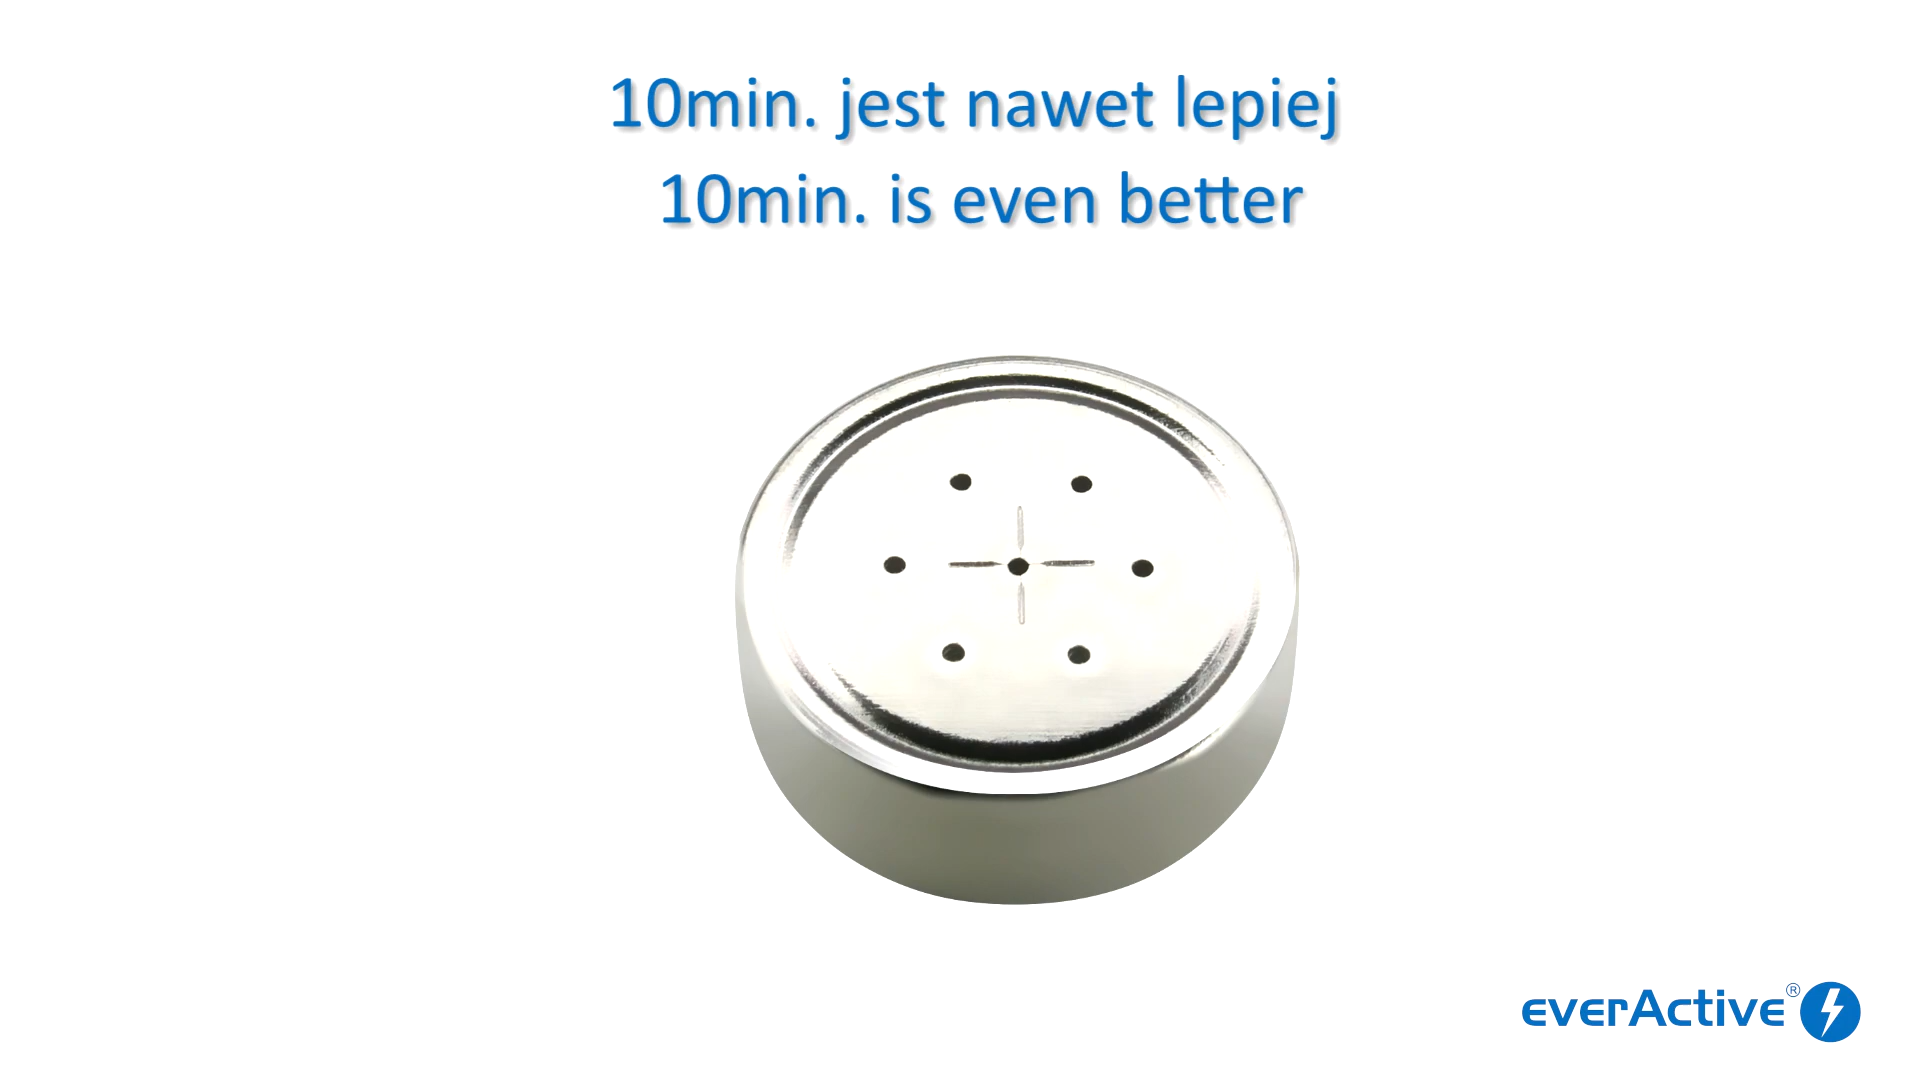 10min. jest nawet lepiej
10min. is even better
everActive®